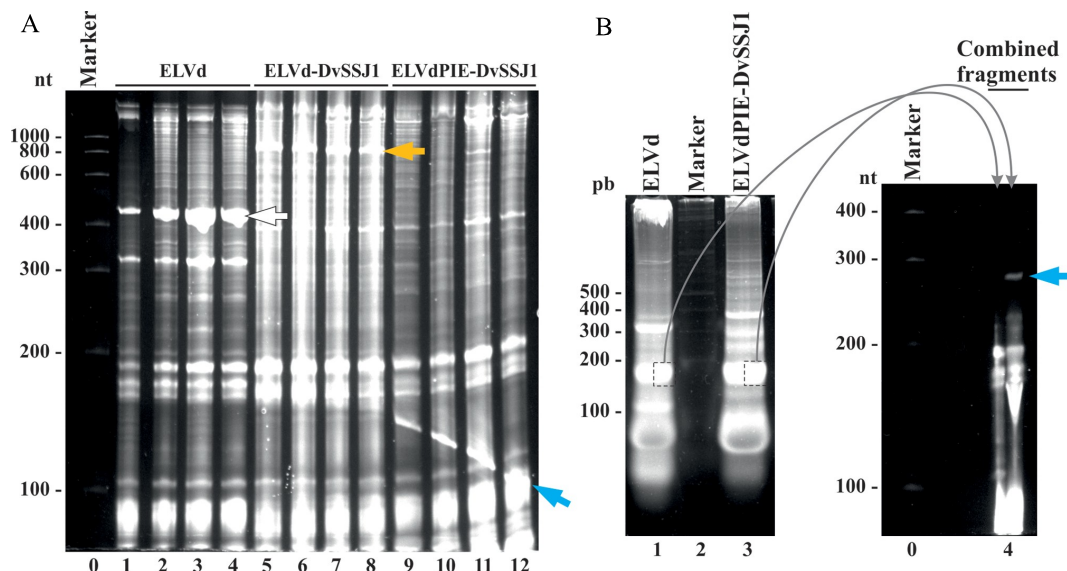 A
nt
Marker
ELVd
ELVd-DvSSJ1
ELVdPIE-DvSSJ1
1000 -
800 -
600 -
400 -
300 -
200 -
100 -
0 1 2 3 4 5 6 7 8 9 10 11 12
B
pb
ELVd
Marker
ELVdPIE-DvSSJ1
500 -
400 -
300 -
200 -
100 -
1 2 3
Combined
fragments
nt
Marker
400 -
300 -
200 -
100 -
0 4